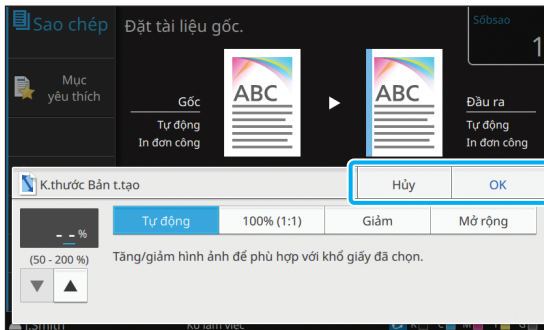 Sao chép
Đặt tài liệu gốc.
Sốbsao
1
Mục
yêu thích
Gốc
Tự động
In đơn công
ABC
ABC
Đầu ra
Tự động
In đơn công
K.thước Bản t.tạo
Hủy
OK
_ _ %
(50 - 200 %)
Tự động
100% (1:1)
Giảm
Mở rộng
Tăng/giảm hình ảnh để phù hợp với khổ giấy đã chọn.